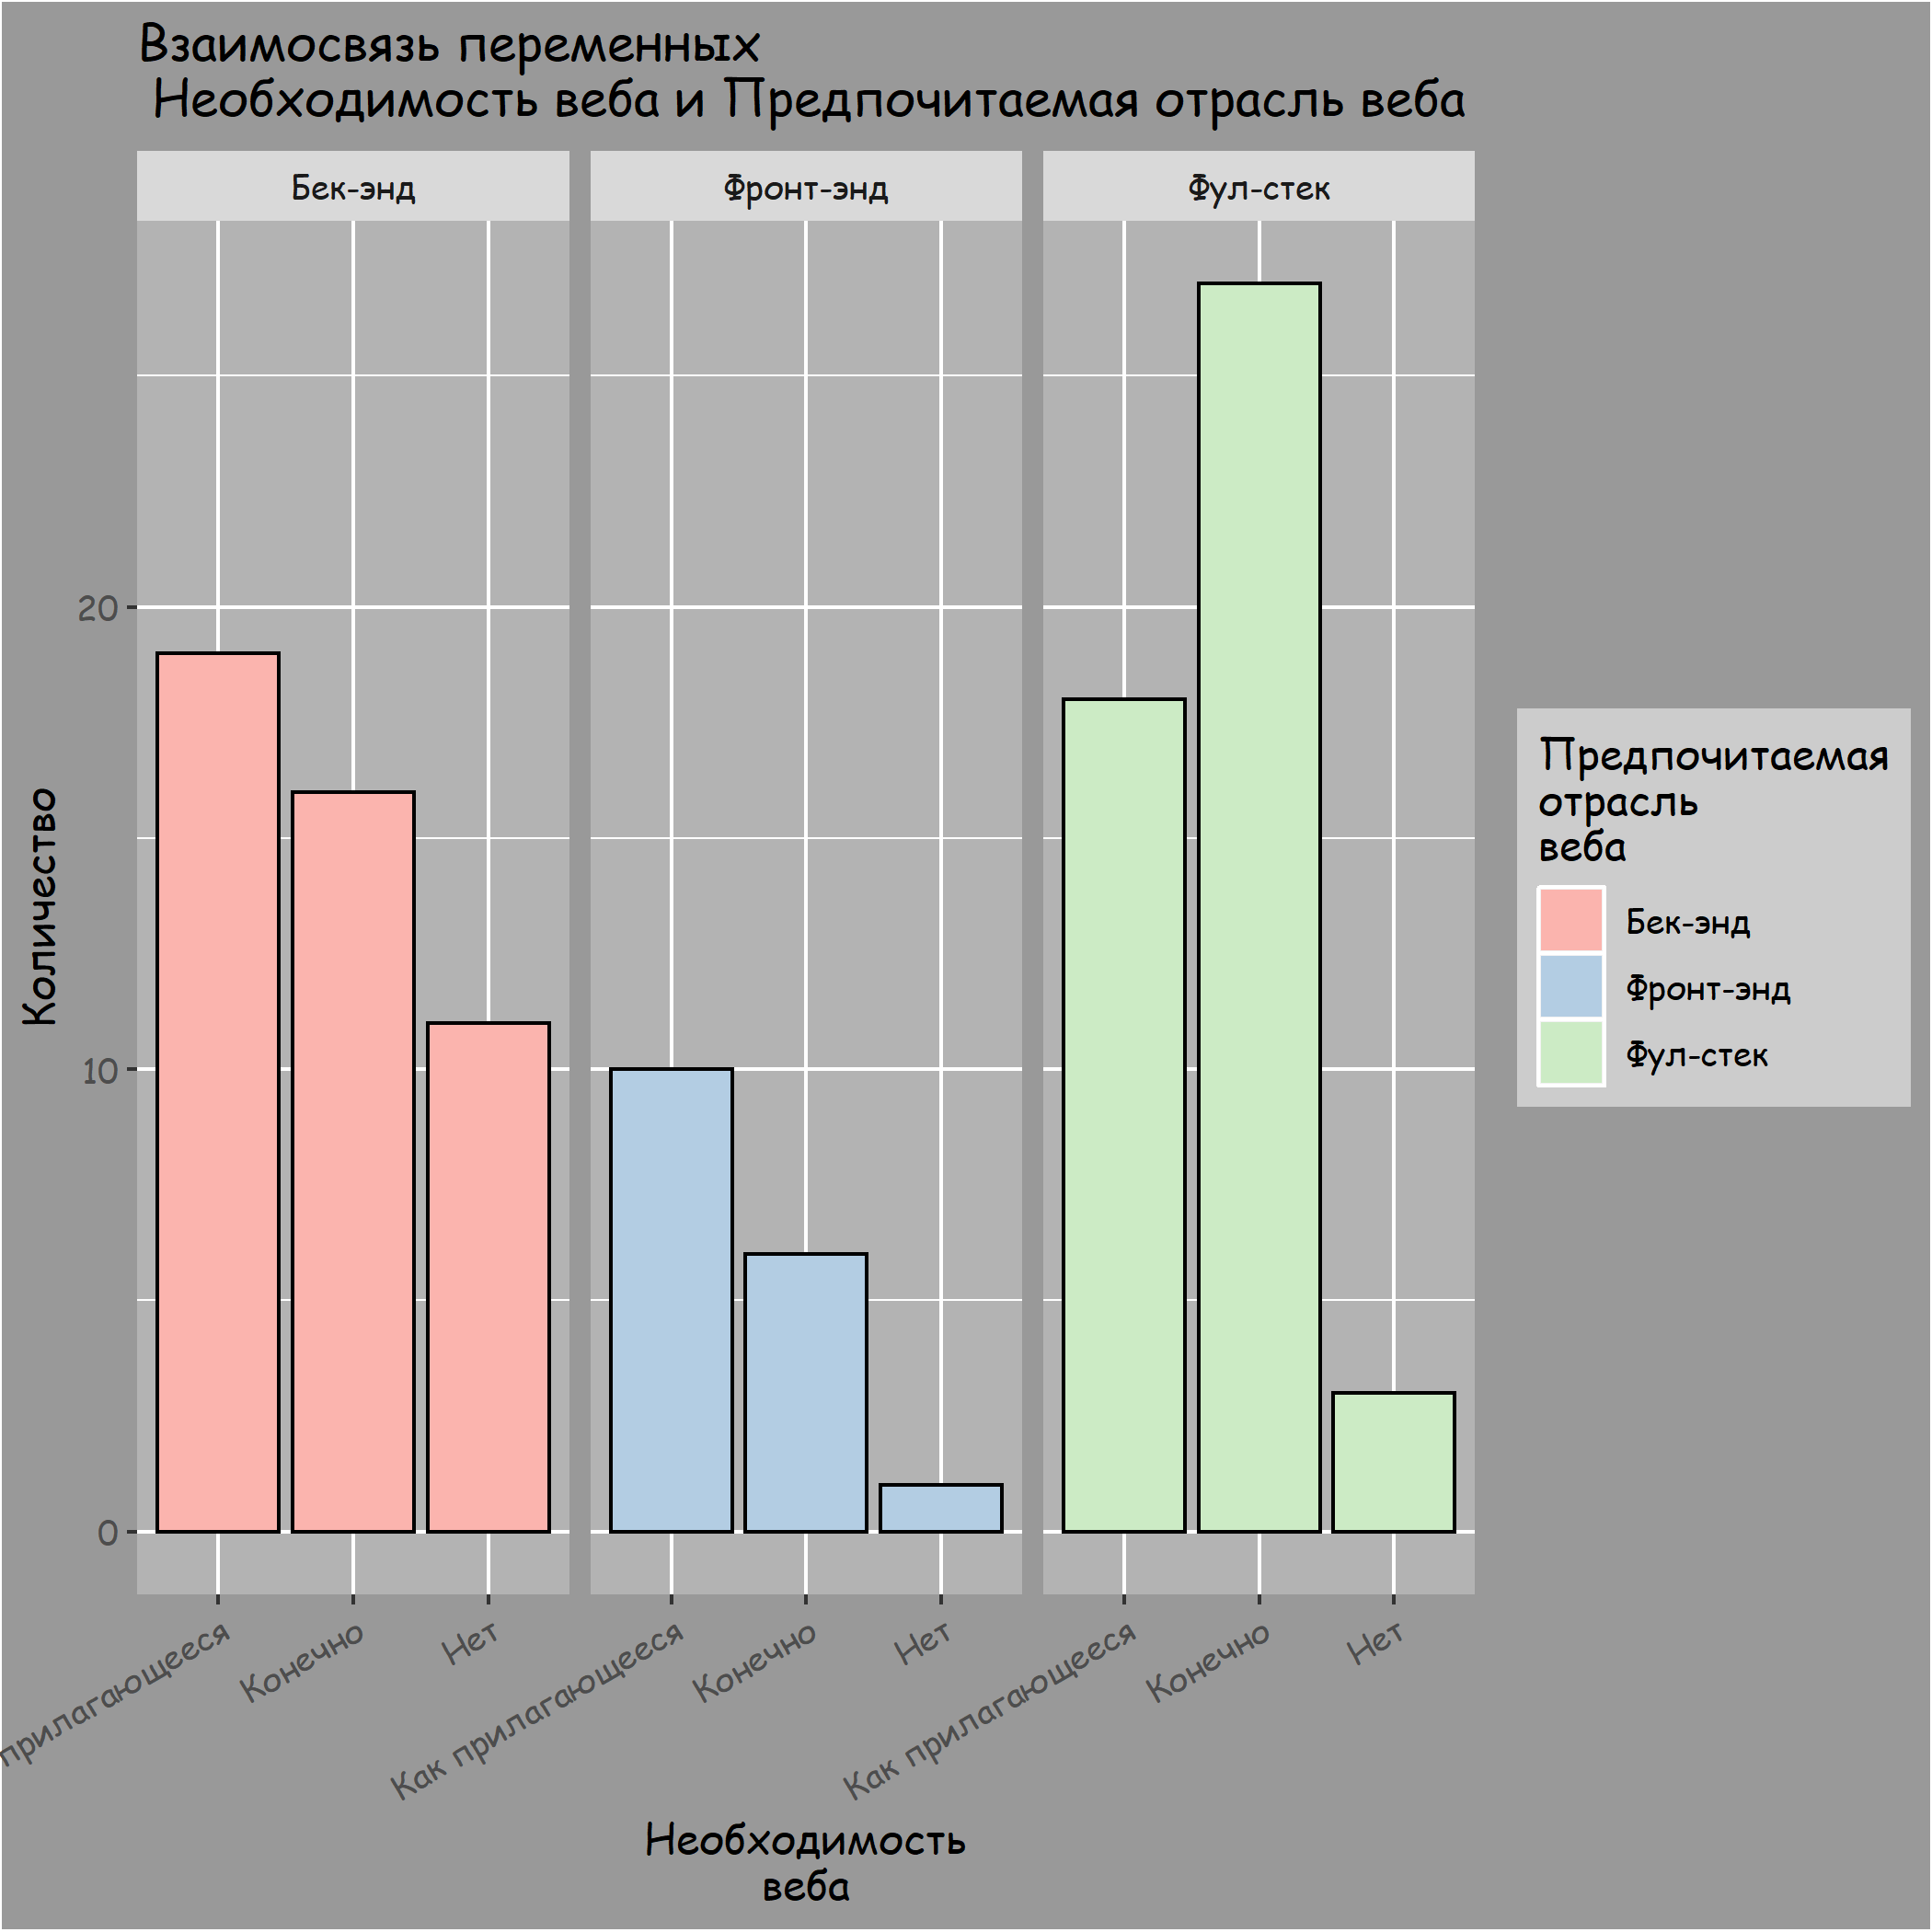 Взаимосвязь переменных
Необходимость веба и Предпочитаемая отрасль веба
Бек-энд
Фронт-энд
Фул-стек
20
10
0
Количество
прилагающееся
Конечно
Нет
Как прилагающееся
Конечно
Нет
Как прилагающееся
Конечно
Нет
Необходимость
веба
Предпочитаемая
отрасль
веба
Бек-энд
Фронт-энд
Фул-стек